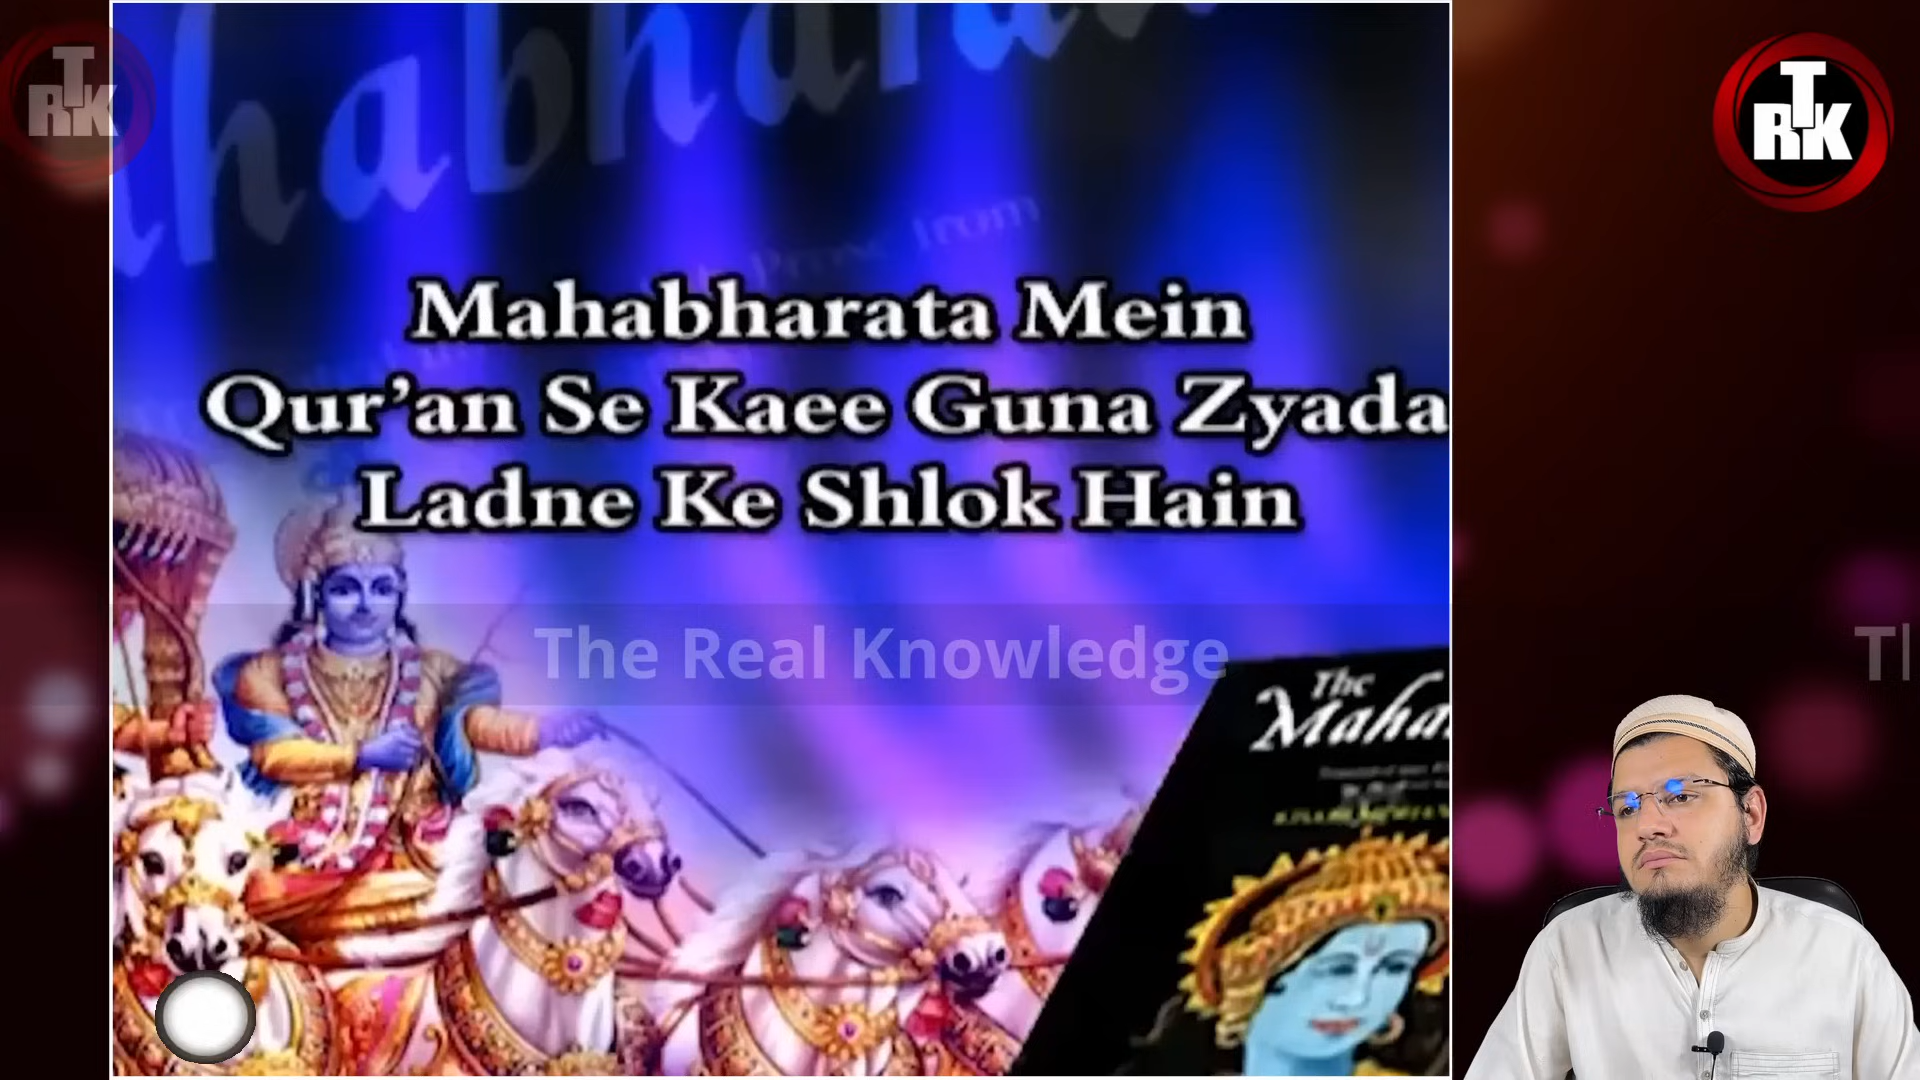 TRK
TRK
Mahabharata Mein
Qur’an Se Kaee Guna Zyada
Ladne Ke Shlok Hain
The Real Knowledge
The
Maha